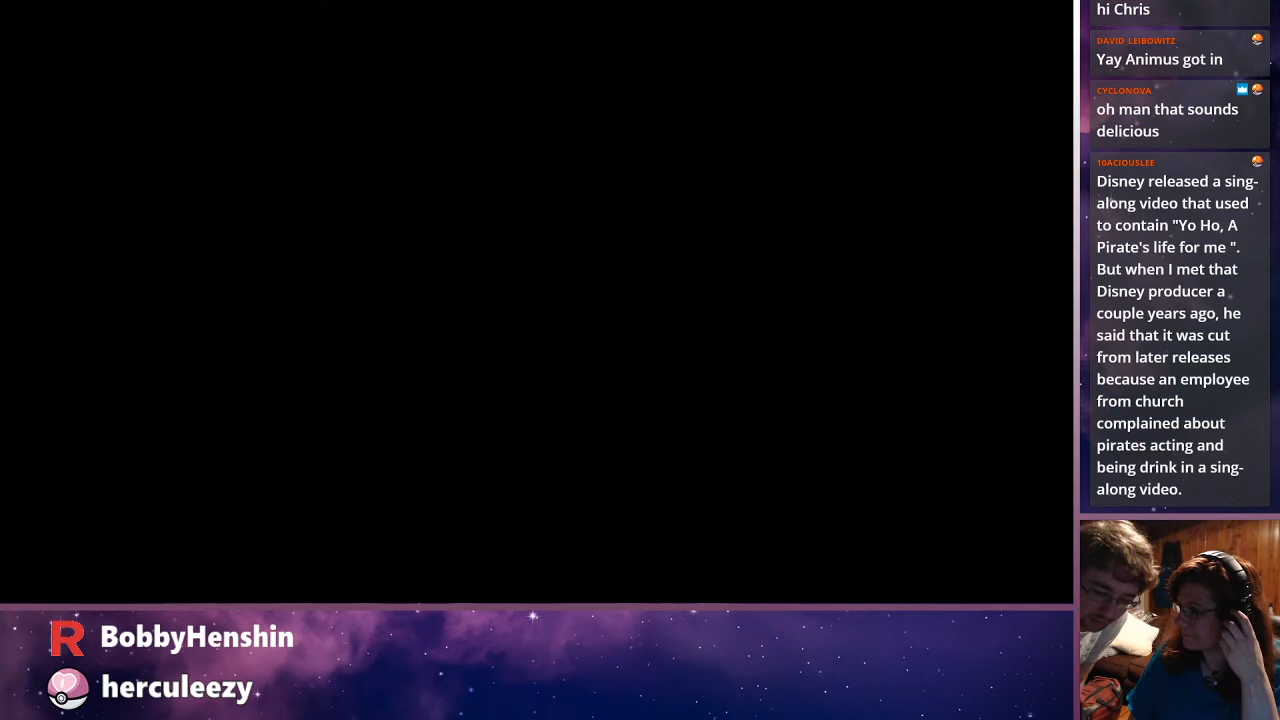 hi Chris
DAVID LEIBOWITZ
Yay Animus got in
CYCLONOVA
oh man that sounds
delicious
10ACIOUSLEE
Disney released a sing-
along video that used
to contain "Yo Ho, A
Pirate's life for me ".
But when I met that
Disney producer a
couple years ago, he
said that it was cut
from later releases
because an employee
from church
complained about
pirates acting and
being drink in a sing-
along video.
R BobbyHenshin
herculeezy